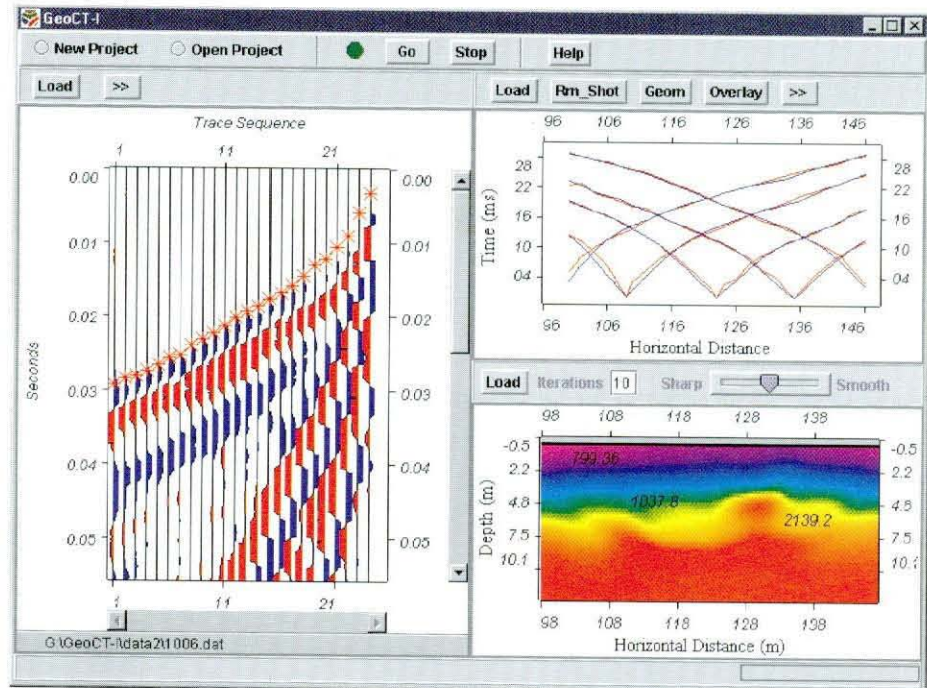 GeoCT-I
New Project Open Project Go Stop Help
Load >>
Trace Sequence
1 11 21
0.00 0.00
0.01 0.01
0.02 0.02
0.03 0.03
0.04 0.04
0.05 0.05
Seconds
1 11 21
G:\GeoCT-I\data2\1006.dat
Load Rm_Shot Geom Overlay >>
96 106 116 126 136 146
28 28
22 22
16 16
10 10
04 04
Time (ms)
96 106 116 126 136 146
Horizontal Distance
Load Iterations 10 Sharp Smooth
98 108 118 128 138
-0.5 -0.5
2.2 2.2
4.8 4.8
7.5 7.5
10.1
Depth (m)
799.36
1037.8
2139.2
98 108 118 128 138
Horizontal Distance (m)